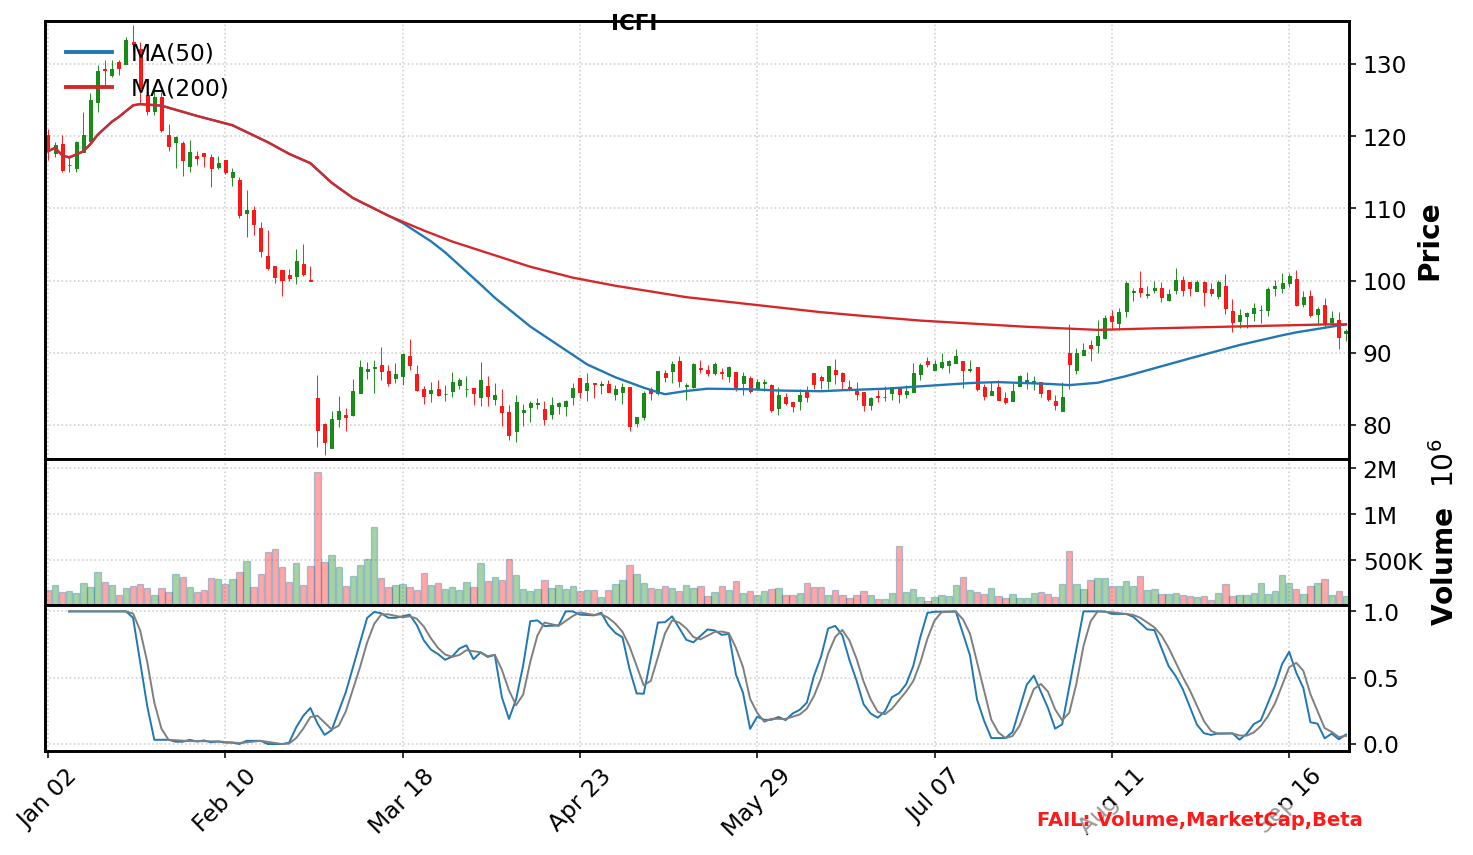 ICFI
MA(50)
MA(200)
130
120
110
100
90
80
Price
2M
1M
500K
Volume 10⁶
1.0
0.5
0.0
Jan 02
Feb 10
Mar 18
Apr 23
May 29
Jul 07
Aug 11
Sep 16
FAIL: Volume,MarketCap,Beta